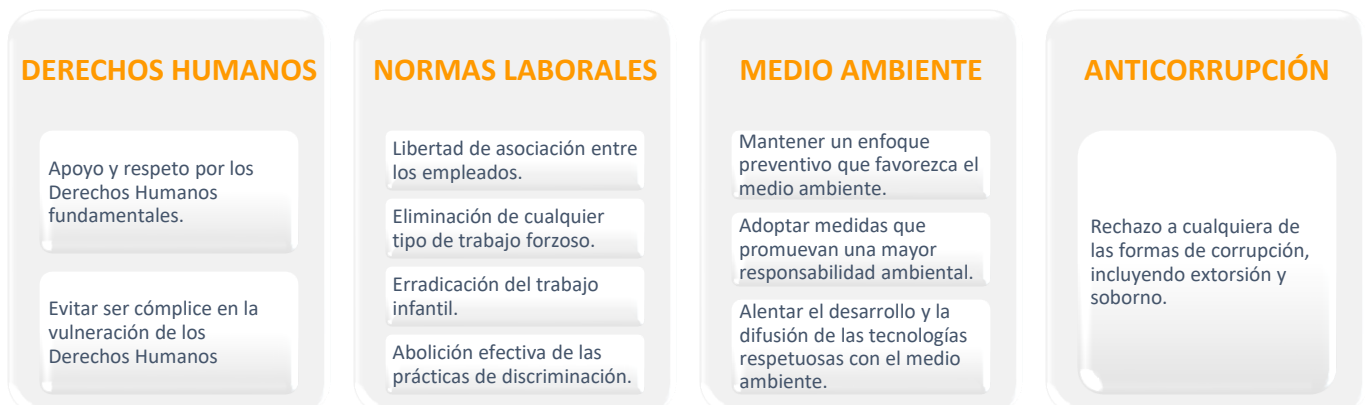 DERECHOS HUMANOS
Apoyo y respeto por los
Derechos Humanos
fundamentales.
Evitar ser cómplice en la
vulneración de los
Derechos Humanos
NORMAS LABORALES
Libertad de asociación entre
los empleados.
Eliminación de cualquier
tipo de trabajo forzoso.
Erradicación del trabajo
infantil.
Abolición efectiva de las
prácticas de discriminación.
MEDIO AMBIENTE
Mantener un enfoque
preventivo que favorezca el
medio ambiente.
Adoptar medidas que
promuevan una mayor
responsabilidad ambiental.
Alentar el desarrollo y la
difusión de las tecnologías
respetuosas con el medio
ambiente.
ANTICORRUPCIÓN
Rechazo a cualquiera de
las formas de corrupción,
incluyendo extorsión y
soborno.